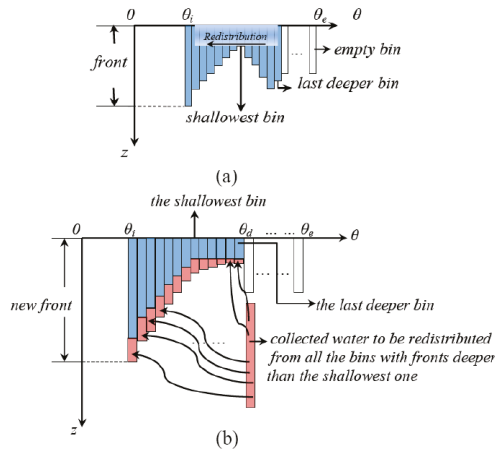 0 θi θe θ
Redistribution
front
empty bin
last deeper bin
shallowest bin
z
(a)
the shallowest bin
0 θi θd ... ... θe θ
new front
the last deeper bin
collected water to be redistributed
from all the bins with fronts deeper
than the shallowest one
z
(b)